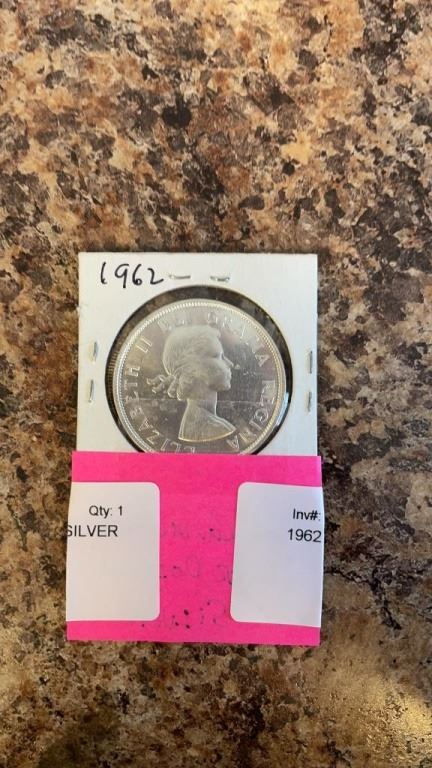 1962
ELIZABETH II DEI GRATIA REGINA
Qty: 1
SILVER
Inv#:
1962